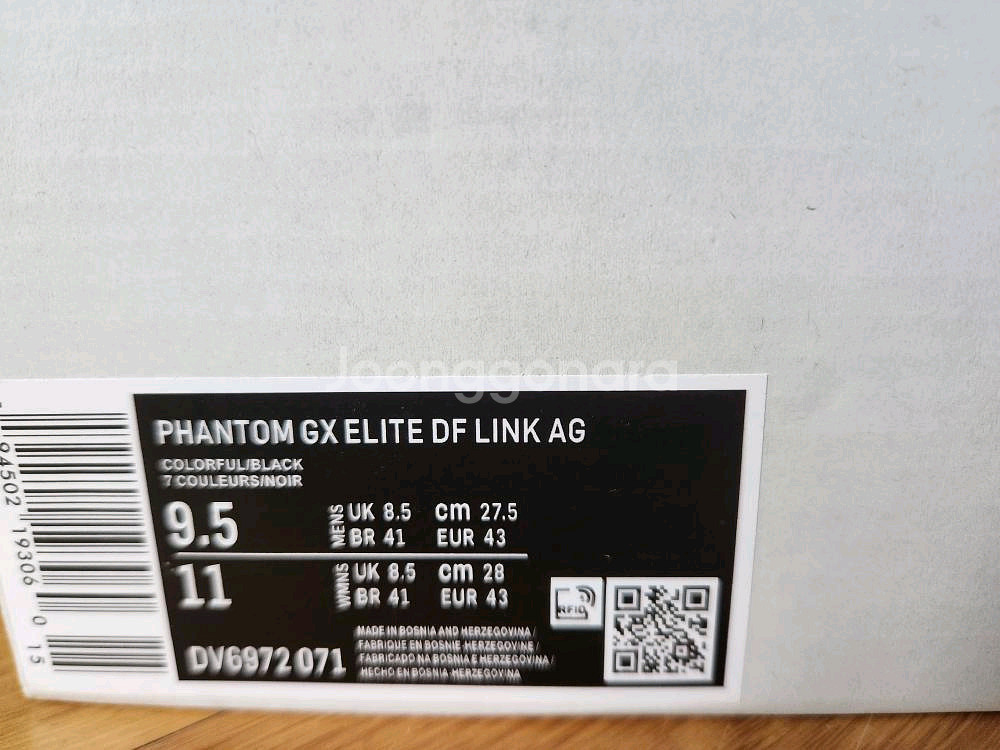 Joonggonara
PHANTOM GX ELITE DF LINK AG
COLORFUL/BLACK
7 COULEURS/NOIR
9.5 MENS UK 8.5 cm 27.5
BR 41 EUR 43
11 WMNS UK 8.5 cm 28
BR 41 EUR 43
RFID
DV6972 071
MADE IN BOSNIA AND HERZEGOVINA/
FABRIQUE EN BOSNIE-HERZEGOVINE/
FABRICADO NA BOSNIA E HERZEGOVINA/
HECHO EN BOSNIA-HERZEGOVINA
94502 19306 0 15